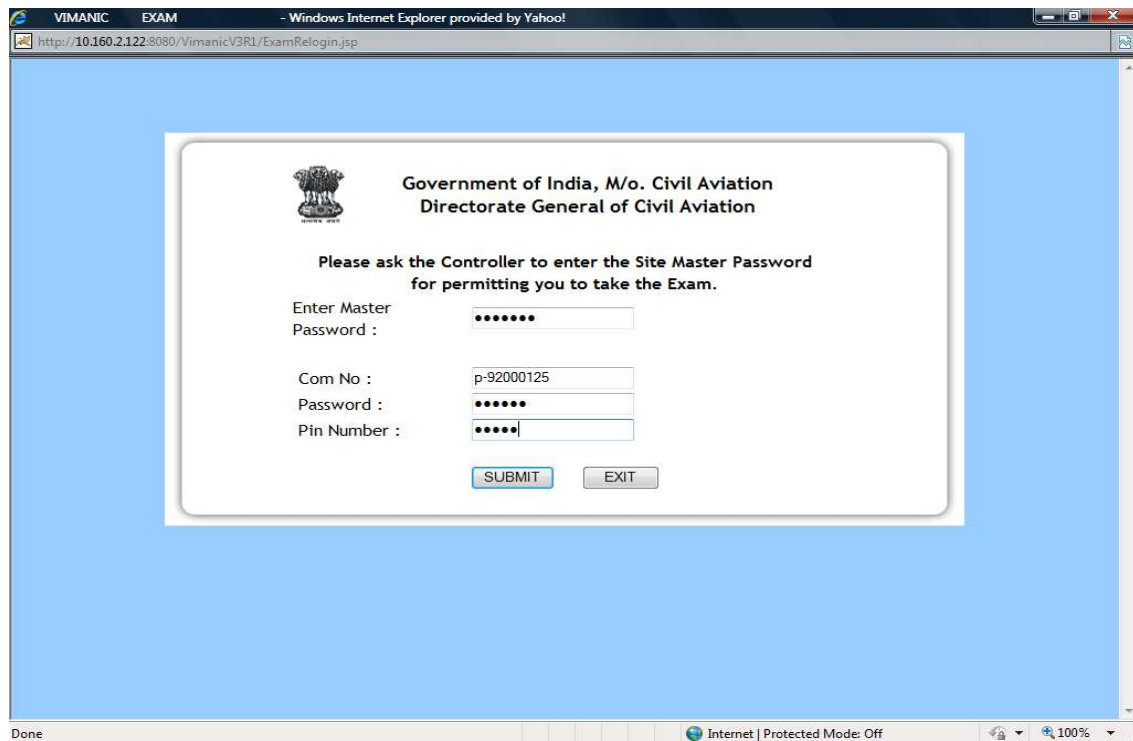 VIMANIC EXAM - Windows Internet Explorer provided by Yahoo!
http://10.160.2.122:8080/VimanicV3R1/ExamRelogin.jsp
Government of India, M/o. Civil Aviation
Directorate General of Civil Aviation
Please ask the Controller to enter the Site Master Password
for permitting you to take the Exam.
Enter Master
Password : •••••••
Com No : p-92000125
Password : ••••••
Pin Number : •••••
SUBMIT EXIT
Done Internet | Protected Mode: Off 100%